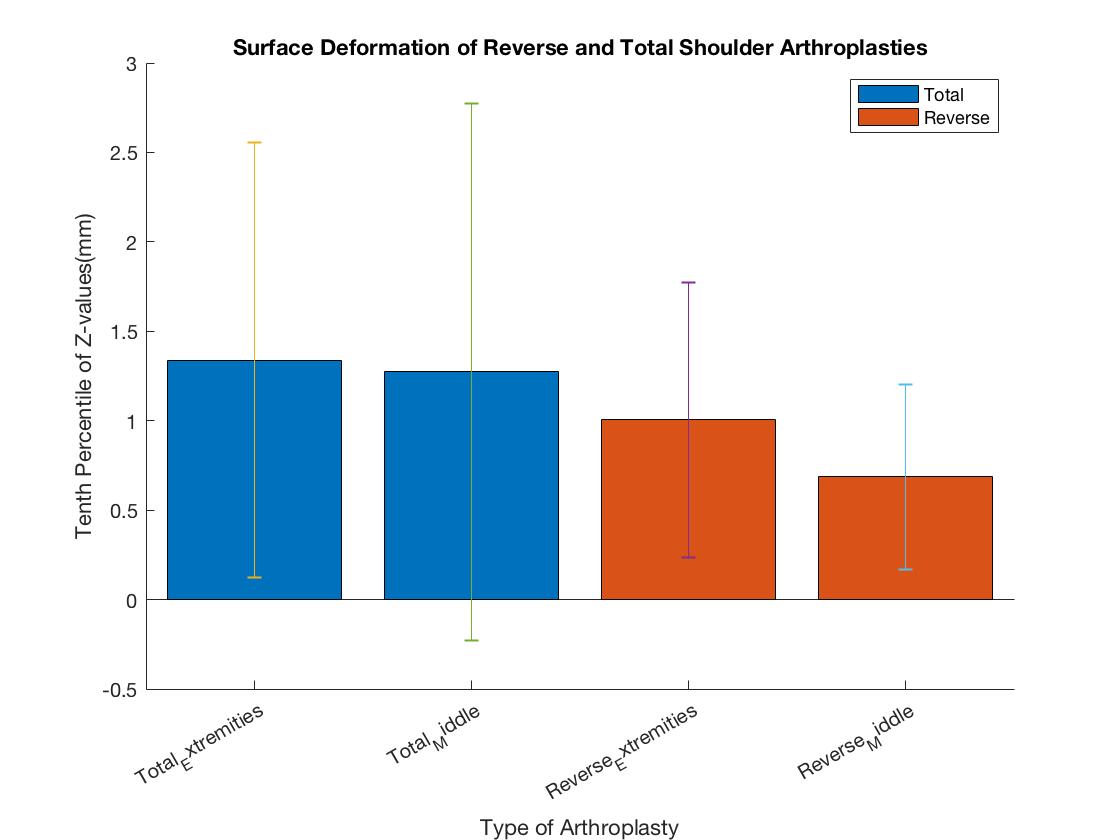 Surface Deformation of Reverse and Total Shoulder Arthroplasties
Total
Reverse
Tenth Percentile of Z-values(mm)
3
2.5
2
1.5
1
0.5
0
-0.5
Total_Extremities
Total_Middle
Reverse_Extremities
Reverse_Middle
Type of Arthroplasty